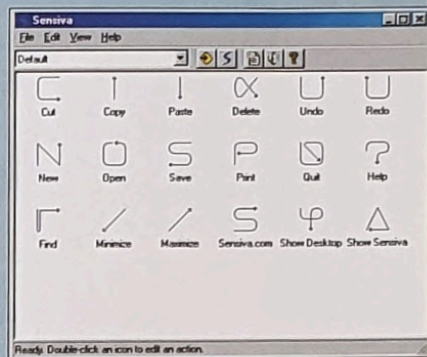 Sensiva
File Edit View Help
Default
Cut Copy Paste Delete Undo Redo
New Open Save Print Quit Help
Find Minimize Maximize Sensiva.com Show Desktop Show Sensiva
Ready. Double-click an icon to edit an action.